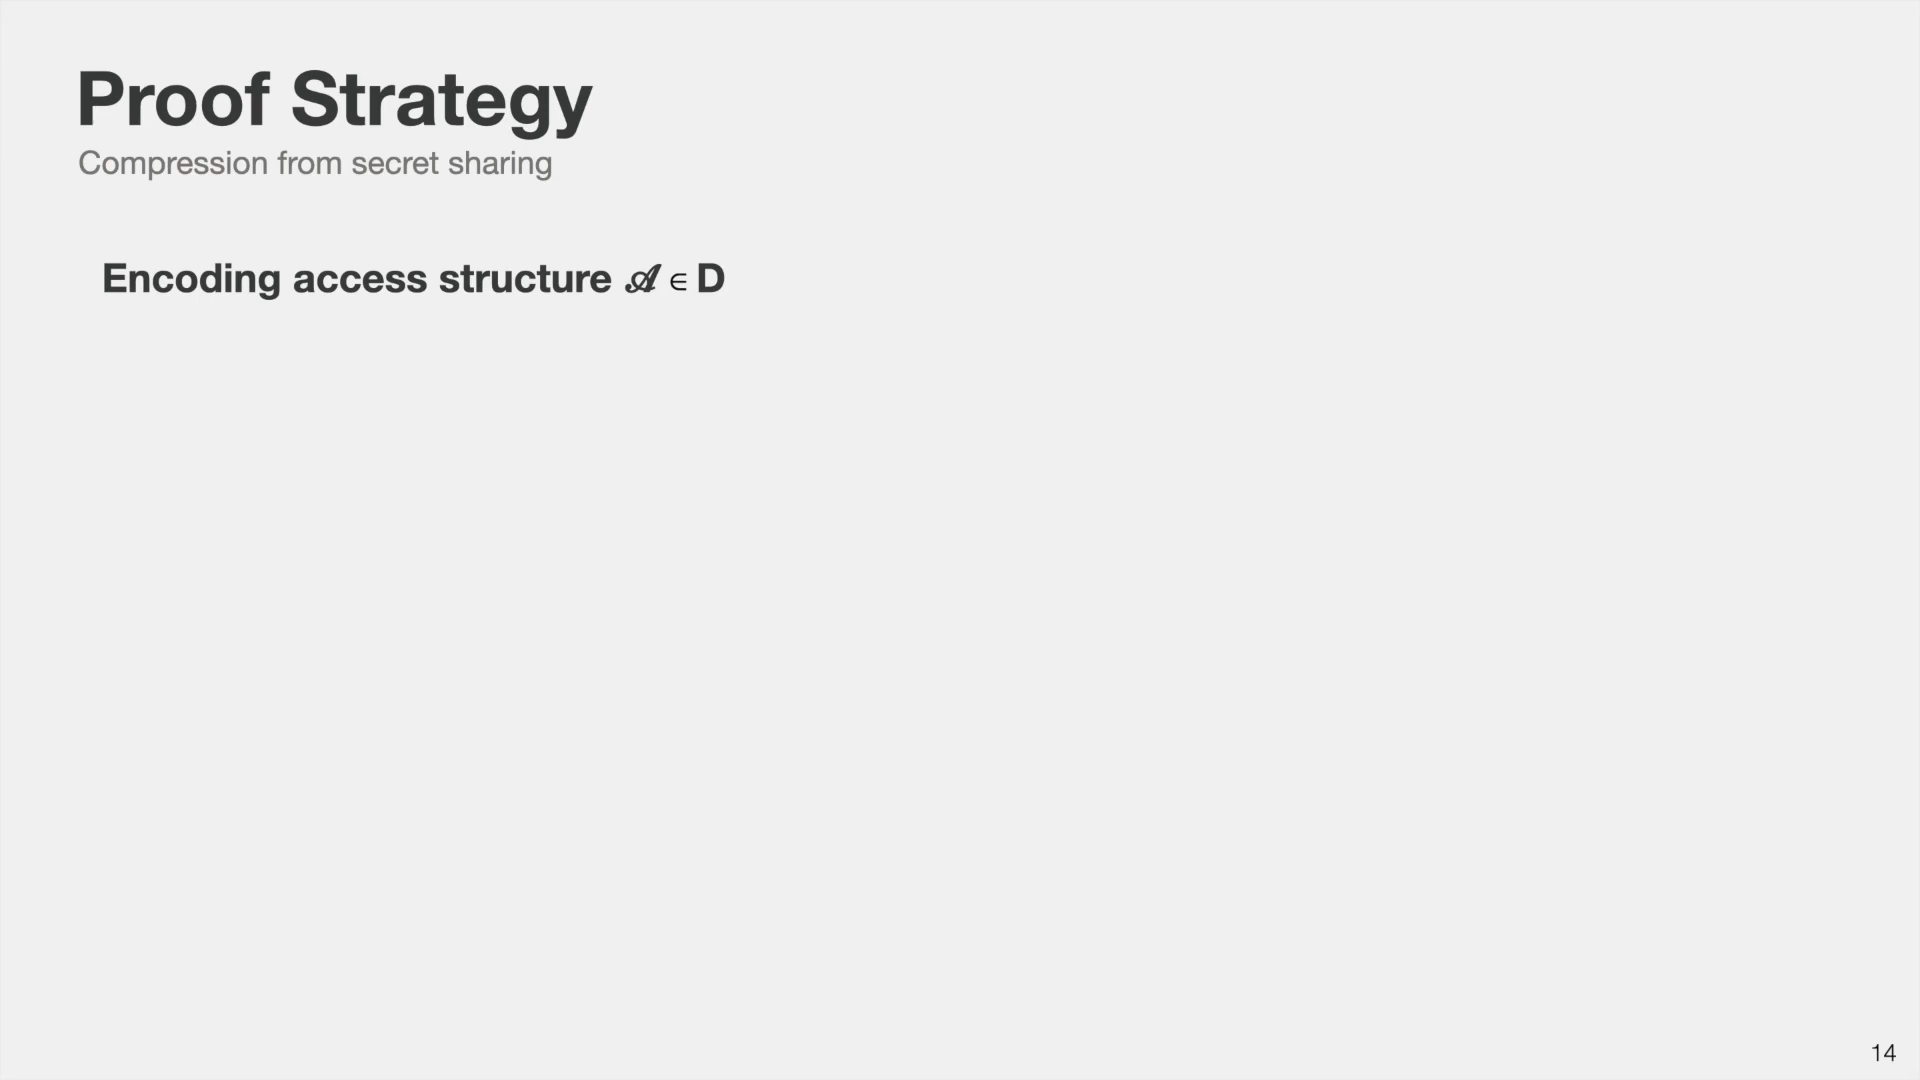 Proof Strategy
Compression from secret sharing
Encoding access structure 𝒜 ∈ D
14